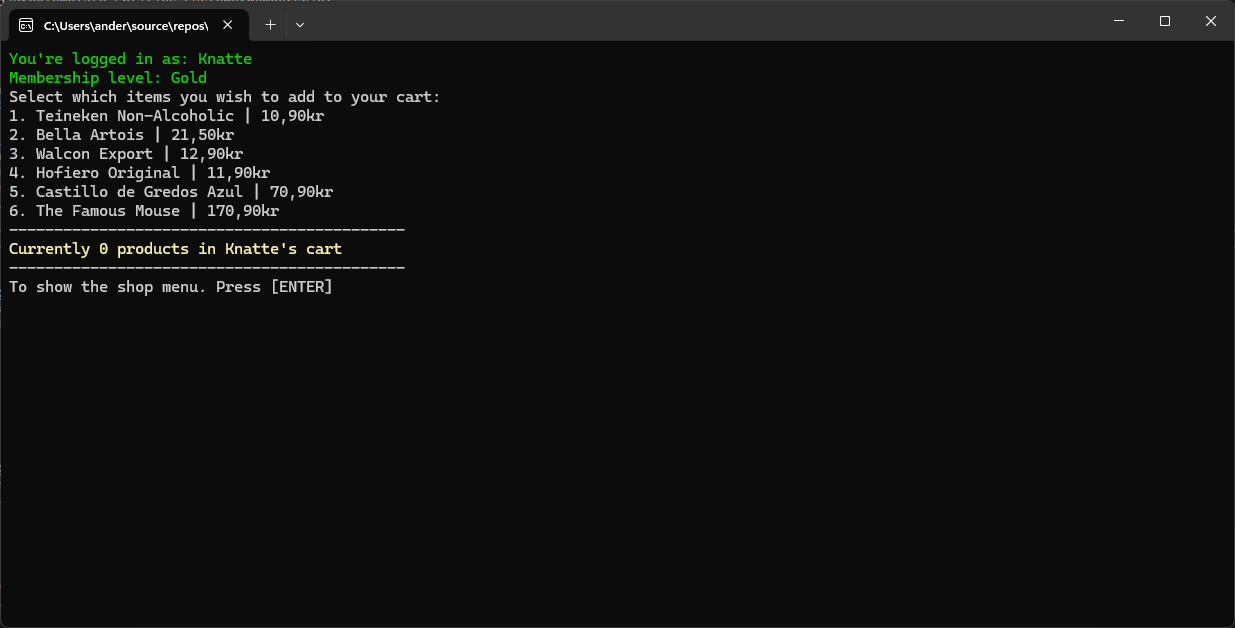 C:\Users\ander\source\repos\
You're logged in as: Knatte
Membership level: Gold
Select which items you wish to add to your cart:
1. Teineken Non-Alcoholic | 10,90kr
2. Bella Artois | 21,50kr
3. Walcon Export | 12,90kr
4. Hofiero Original | 11,90kr
5. Castillo de Gredos Azul | 70,90kr
6. The Famous Mouse | 170,90kr
--------------------------------------------
Currently 0 products in Knatte's cart
--------------------------------------------
To show the shop menu. Press [ENTER]